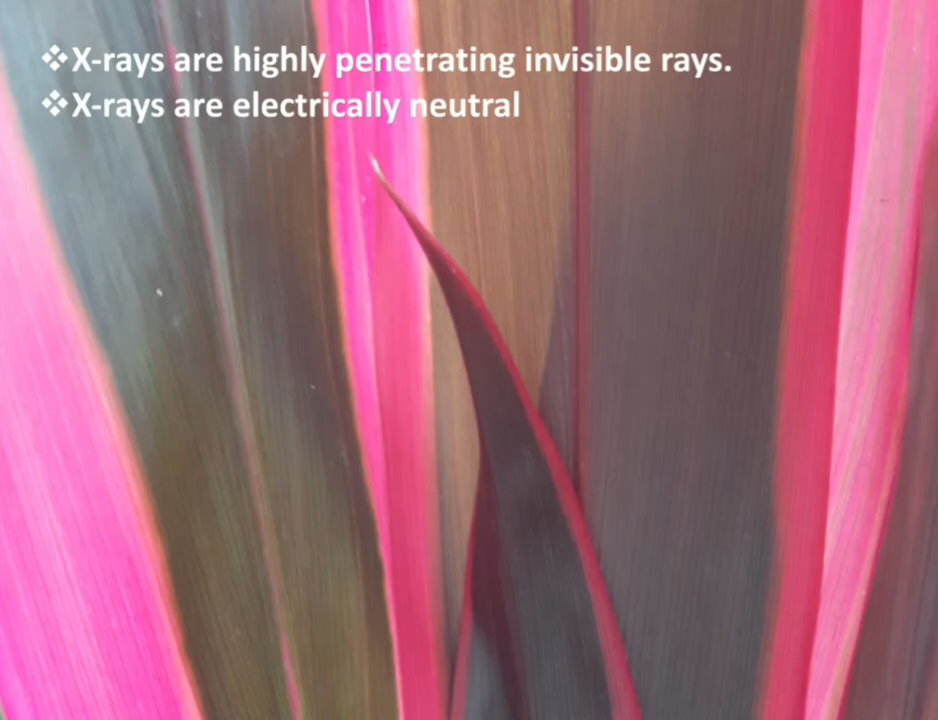 ❖X-rays are highly penetrating invisible rays.
❖X-rays are electrically neutral